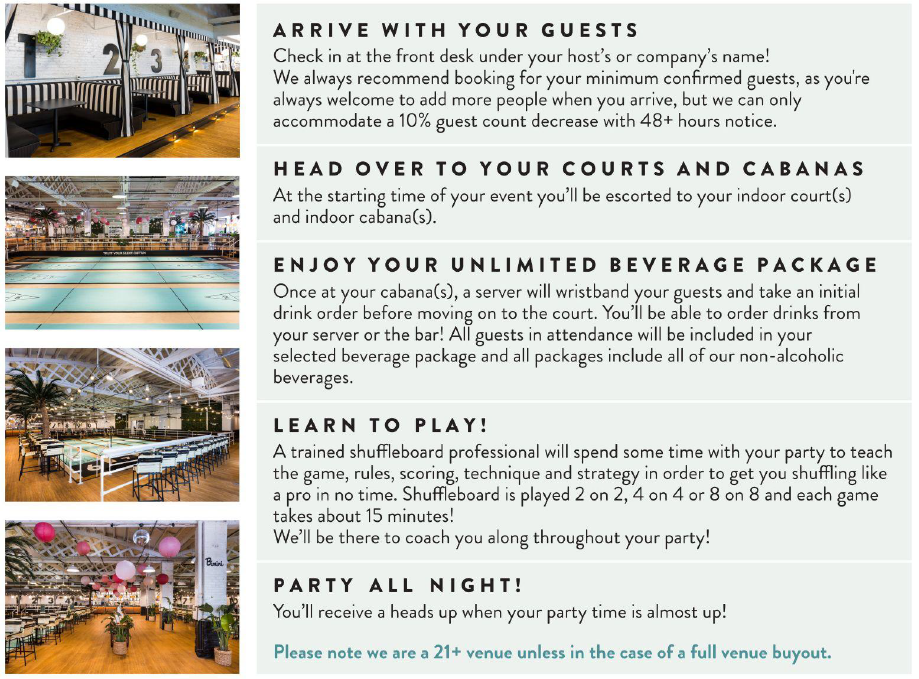 1 2 3
Bimini
ARRIVE WITH YOUR GUESTS
Check in at the front desk under your host's or company's name!
We always recommend booking for your minimum confirmed guests, as you're
always welcome to add more people when you arrive, but we can only
accommodate a 10% guest count decrease with 48+ hours notice.
HEAD OVER TO YOUR COURTS AND CABANAS
At the starting time of your event you'll be escorted to your indoor court(s)
and indoor cabana(s).
ENJOY YOUR UNLIMITED BEVERAGE PACKAGE
Once at your cabana(s), a server will wristband your guests and take an initial
drink order before moving on to the court. You'll be able to order drinks from
your server or the bar! All guests in attendance will be included in your
selected beverage package and all packages include all of our non-alcoholic
beverages.
LEARN TO PLAY!
A trained shuffleboard professional will spend some time with your party to teach
the game, rules, scoring, technique and strategy in order to get you shuffling like
a pro in no time. Shuffleboard is played 2 on 2, 4 on 4 or 8 on 8 and each game
takes about 15 minutes!
We'll be there to coach you along throughout your party!
PARTY ALL NIGHT!
You'll receive a heads up when your party time is almost up!
Please note we are a 21+ venue unless in the case of a full venue buyout.